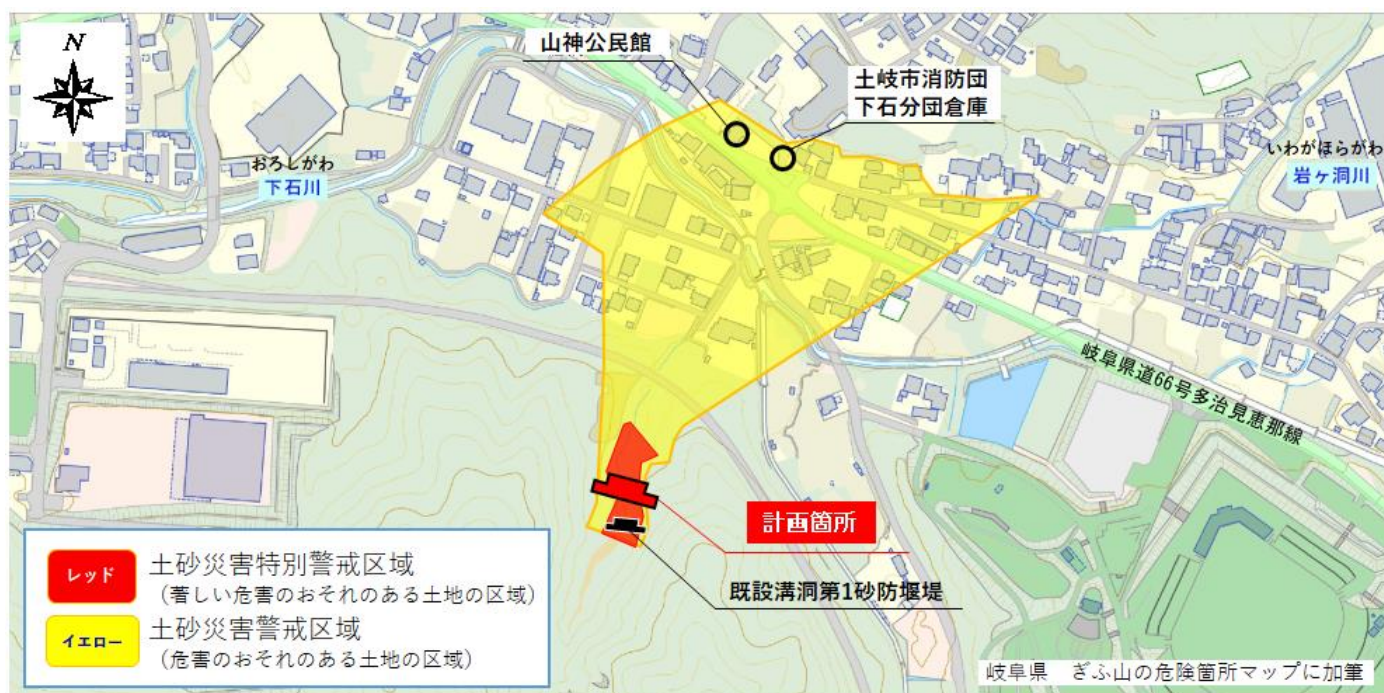 N
山神公民館
土岐市消防団
下石分団倉庫
おろしがわ
下石川
いわがほらがわ
岩ヶ洞川
岐阜県道66号多治見恵那線
計画箇所
既設溝洞第1砂防堰堤
レッド
土砂災害特別警戒区域
（著しい危害のおそれのある土地の区域）
イエロー
土砂災害警戒区域
（危害のおそれのある土地の区域）
岐阜県　ぎふ山の危険箇所マップに加筆